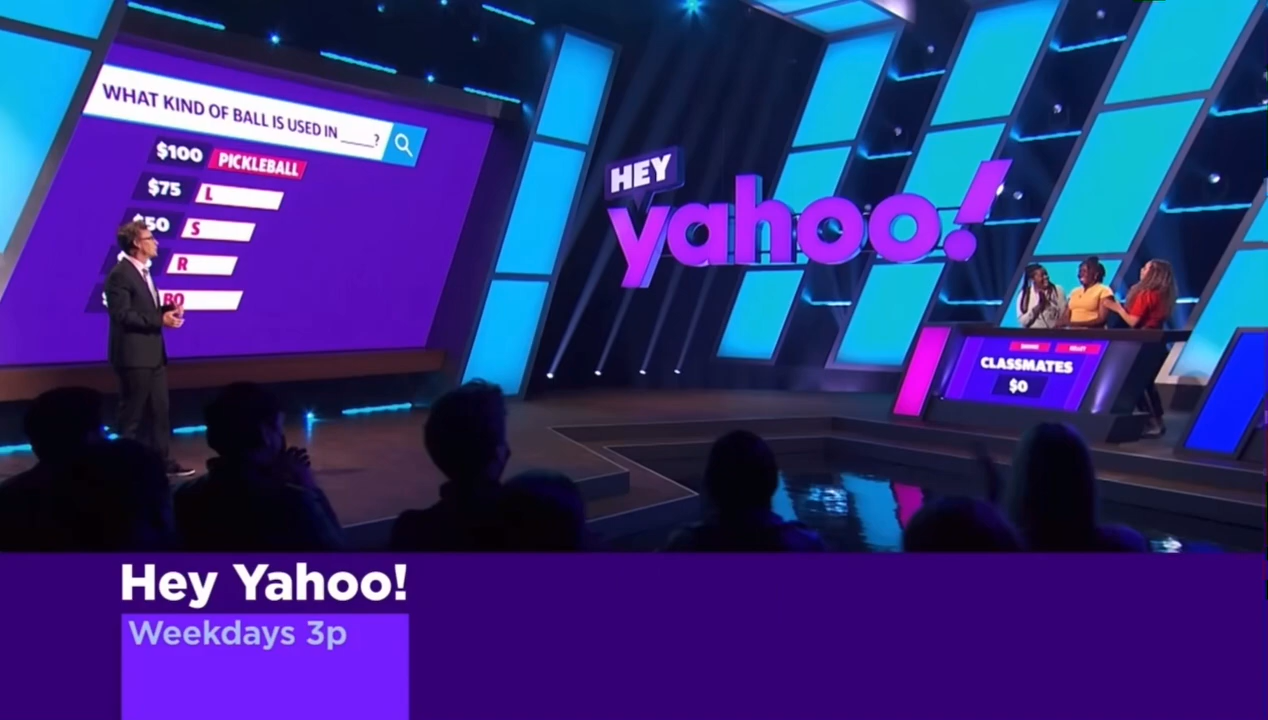 WHAT KIND OF BALL IS USED IN ____?
$100 PICKLEBALL
$75 L
$50 S
R
BO
HEY
yahoo!
CLASSMATES
$0
Hey Yahoo!
Weekdays 3p